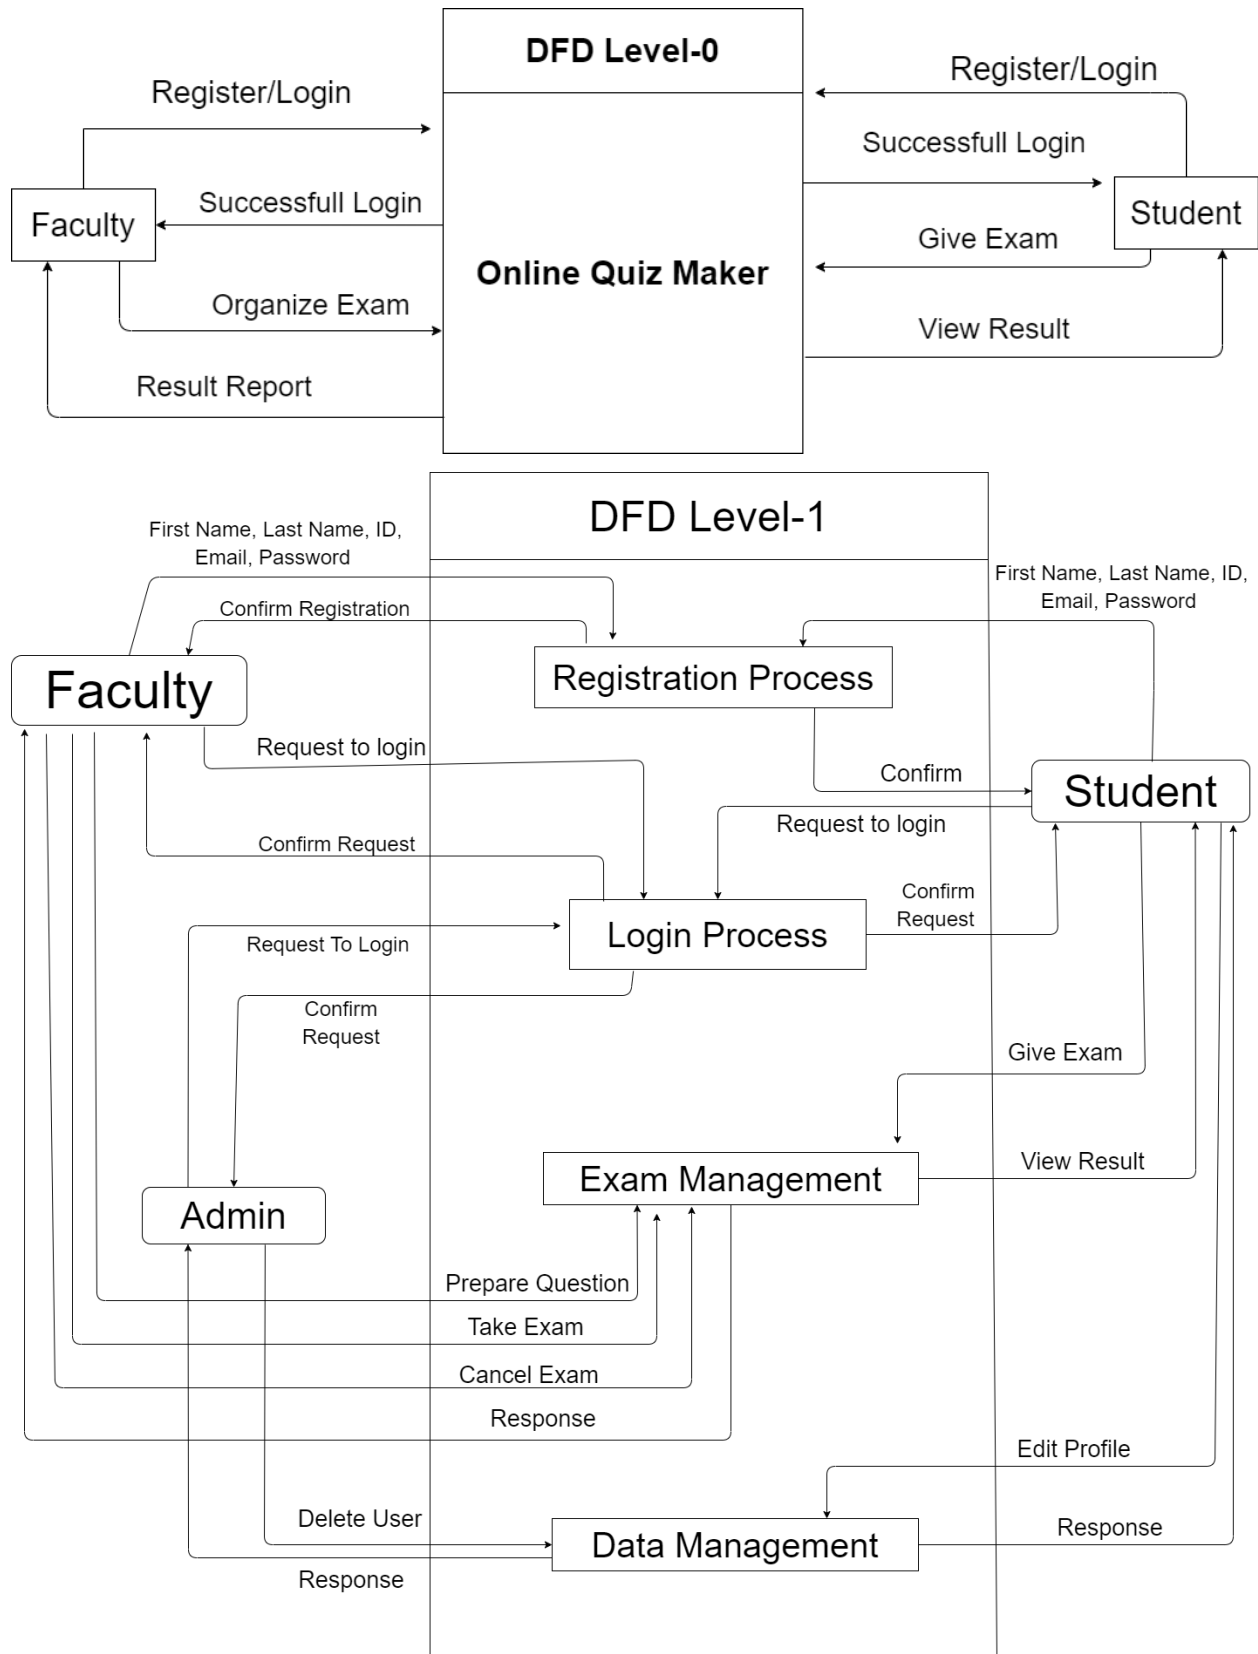 DFD Level-0
Register/Login
Register/Login
Successfull Login
Successfull Login
Faculty
Student
Give Exam
Online Quiz Maker
Organize Exam
View Result
Result Report
DFD Level-1
First Name, Last Name, ID,
Email, Password
First Name, Last Name, ID,
Email, Password
Confirm Registration
Registration Process
Faculty
Request to login
Confirm
Student
Request to login
Confirm Request
Confirm
Request
Login Process
Request To Login
Confirm
Request
Give Exam
Exam Management
View Result
Admin
Prepare Question
Take Exam
Cancel Exam
Response
Edit Profile
Delete User
Data Management
Response
Response